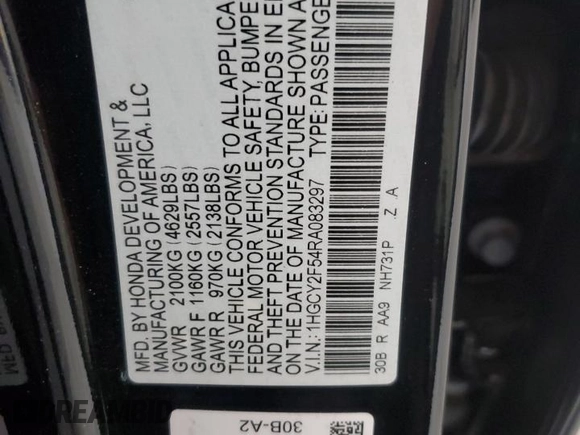 MFD. BY HONDA DEVELOPMENT &
MANUFACTURING OF AMERICA, LLC
GVWR 2100KG (4629LBS)
GAWR F 1160KG (2557LBS)
GAWR R 970KG (2138LBS)
THIS VEHICLE CONFORMS TO ALL APPLICA
FEDERAL MOTOR VEHICLE SAFETY, BUMPE
AND THEFT PREVENTION STANDARDS IN E
ON THE DATE OF MANUFACTURE SHOWN A
V.I.N.: 1HGCY2F54RA083297 TYPE: PASSENGE
30B R AA9 NH731P Z A
30B-A2